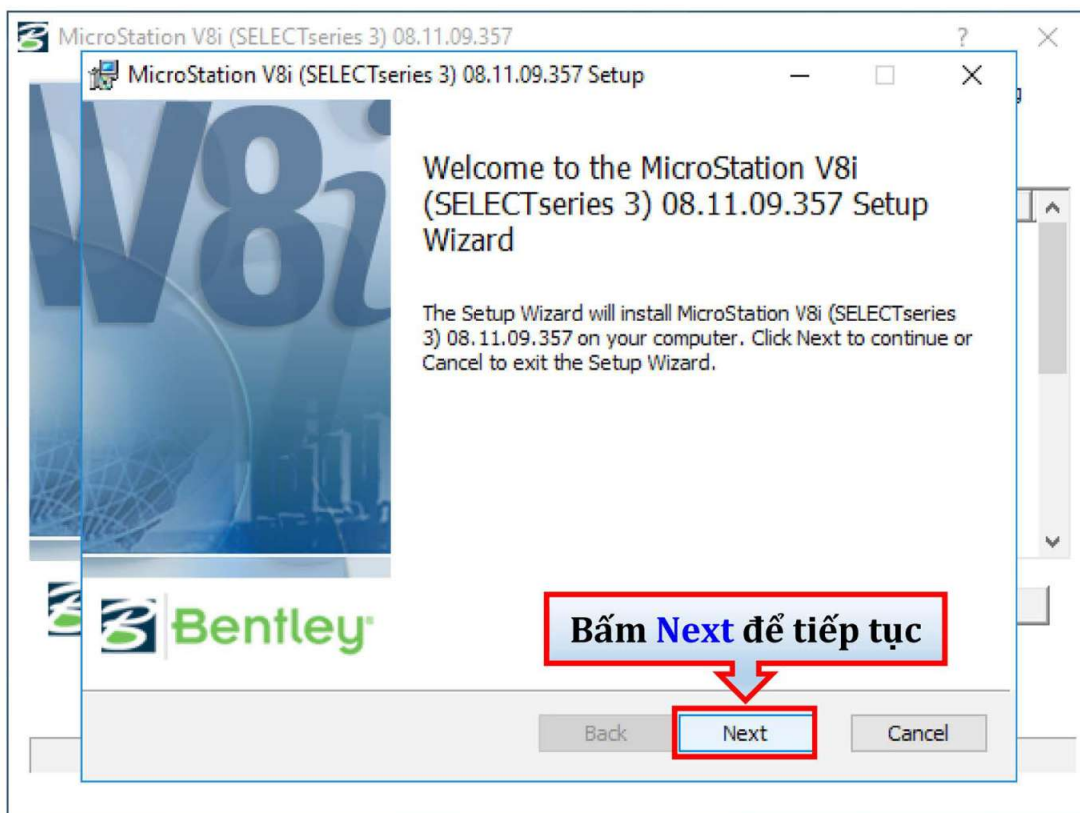 MicroStation V8i (SELECTseries 3) 08.11.09.357
MicroStation V8i (SELECTseries 3) 08.11.09.357 Setup
V8i
Welcome to the MicroStation V8i
(SELECTseries 3) 08.11.09.357 Setup
Wizard
The Setup Wizard will install MicroStation V8i (SELECTseries
3) 08.11.09.357 on your computer. Click Next to continue or
Cancel to exit the Setup Wizard.
Bentley
Bấm Next để tiếp tục
Back Next Cancel